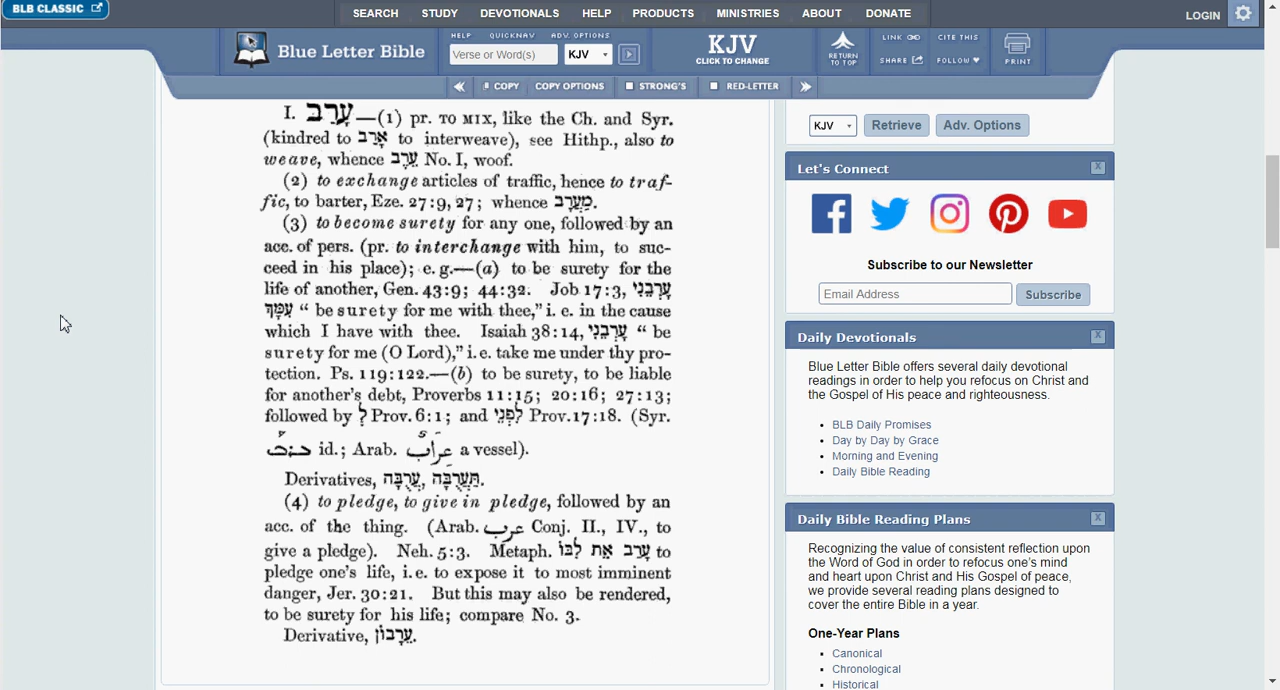 BLB CLASSIC
SEARCH STUDY DEVOTIONALS HELP PRODUCTS MINISTRIES ABOUT DONATE
LOGIN
Blue Letter Bible
HELP QUICKNAV ADV. OPTIONS
Verse or Word(s) KJV
KJV
CLICK TO CHANGE
RETURN
TO TOP
LINK CITE THIS
SHARE FOLLOW
PRINT
COPY COPY OPTIONS STRONG'S RED-LETTER
I. עָרַב—(1) pr. TO MIX, like the Ch. and Syr.
(kindred to אָרַב to interweave), see Hithp., also to
weave, whence עֵרֶב No. I, woof.
(2) to exchange articles of traffic, hence to traf-
fic, to barter, Eze. 27:9, 27; whence מַעֲרָב.
(3) to become surety for any one, followed by an
acc. of pers. (pr. to interchange with him, to suc-
ceed in his place); e. g.—(a) to be surety for the
life of another, Gen. 43:9; 44:32. Job 17:3, עָרְבֵנִי
עִמָּךְ “be surety for me with thee,” i. e. in the cause
which I have with thee. Isaiah 38:14, עָרְבֵנִי “be
surety for me (O Lord),” i.e. take me under thy pro-
tection. Ps. 119:122.—(b) to be surety, to be liable
for another’s debt, Proverbs 11:15; 20:16; 27:13;
followed by לְ Prov. 6:1; and לִפְנֵי Prov. 17:18. (Syr.
id.; Arab. a vessel).
Derivatives, עֲרֻבָּה, תַּעֲרֻבָה.
(4) to pledge, to give in pledge, followed by an
acc. of the thing. (Arab. عرب Conj. II., IV., to
give a pledge). Neh. 5:3. Metaph. עָרַב אֶת לִבּוֹ to
pledge one’s life, i.e. to expose it to most imminent
danger, Jer. 30:21. But this may also be rendered,
to be surety for his life; compare No. 3.
Derivative, עֵרָבוֹן.
KJV Retrieve Adv. Options
Let's Connect X
Subscribe to our Newsletter
Email Address Subscribe
Daily Devotionals X
Blue Letter Bible offers several daily devotional
readings in order to help you refocus on Christ and
the Gospel of His peace and righteousness.
BLB Daily Promises
Day by Day by Grace
Morning and Evening
Daily Bible Reading
Daily Bible Reading Plans X
Recognizing the value of consistent reflection upon
the Word of God in order to refocus one's mind
and heart upon Christ and His Gospel of peace,
we provide several reading plans designed to
cover the entire Bible in a year.
One-Year Plans
Canonical
Chronological
Historical